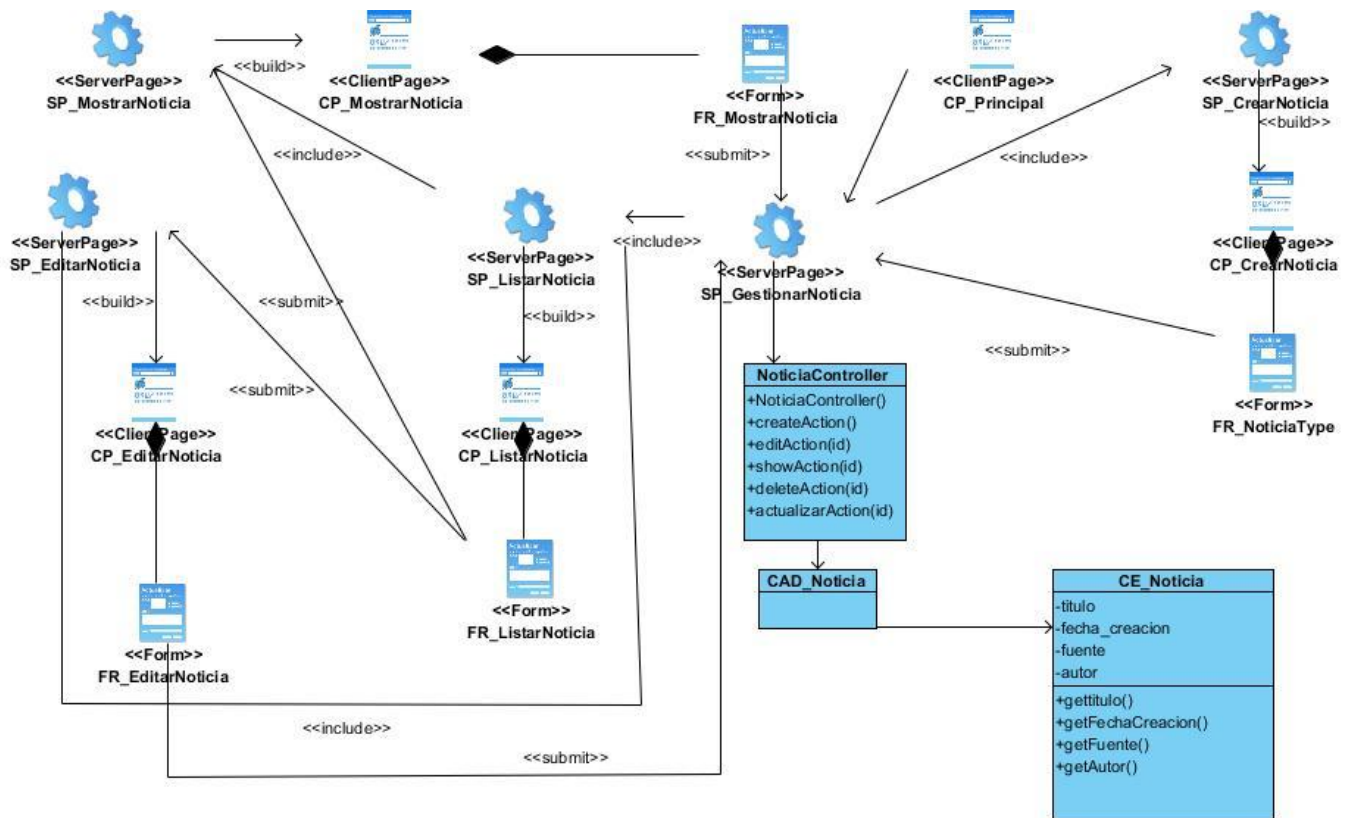 <<ServerPage>>
SP_MostrarNoticia
<<build>>
<<ClientPage>>
CP_MostrarNoticia
<<Form>>
FR_MostrarNoticia
<<submit>>
<<ClientPage>>
CP_Principal
<<ServerPage>>
SP_CrearNoticia
<<build>>
<<include>>
<<include>>
<<ServerPage>>
SP_EditarNoticia
<<build>>
<<submit>>
<<submit>>
<<ServerPage>>
SP_ListarNoticia
<<build>>
<<include>>
<<ServerPage>>
SP_GestionarNoticia
<<ClientPage>>
CP_CrearNoticia
<<submit>>
<<Form>>
FR_NoticiaType
<<ClientPage>>
CP_EditarNoticia
<<ClientPage>>
CP_ListarNoticia
NoticiaController
+NoticiaController()
+createAction()
+editAction(id)
+showAction(id)
+deleteAction(id)
+actualizarAction(id)
<<Form>>
FR_ListarNoticia
<<Form>>
FR_EditarNoticia
CAD_Noticia
CE_Noticia
-titulo
-fecha_creacion
-fuente
-autor
+gettitulo()
+getFechaCreacion()
+getFuente()
+getAutor()
<<include>>
<<submit>>